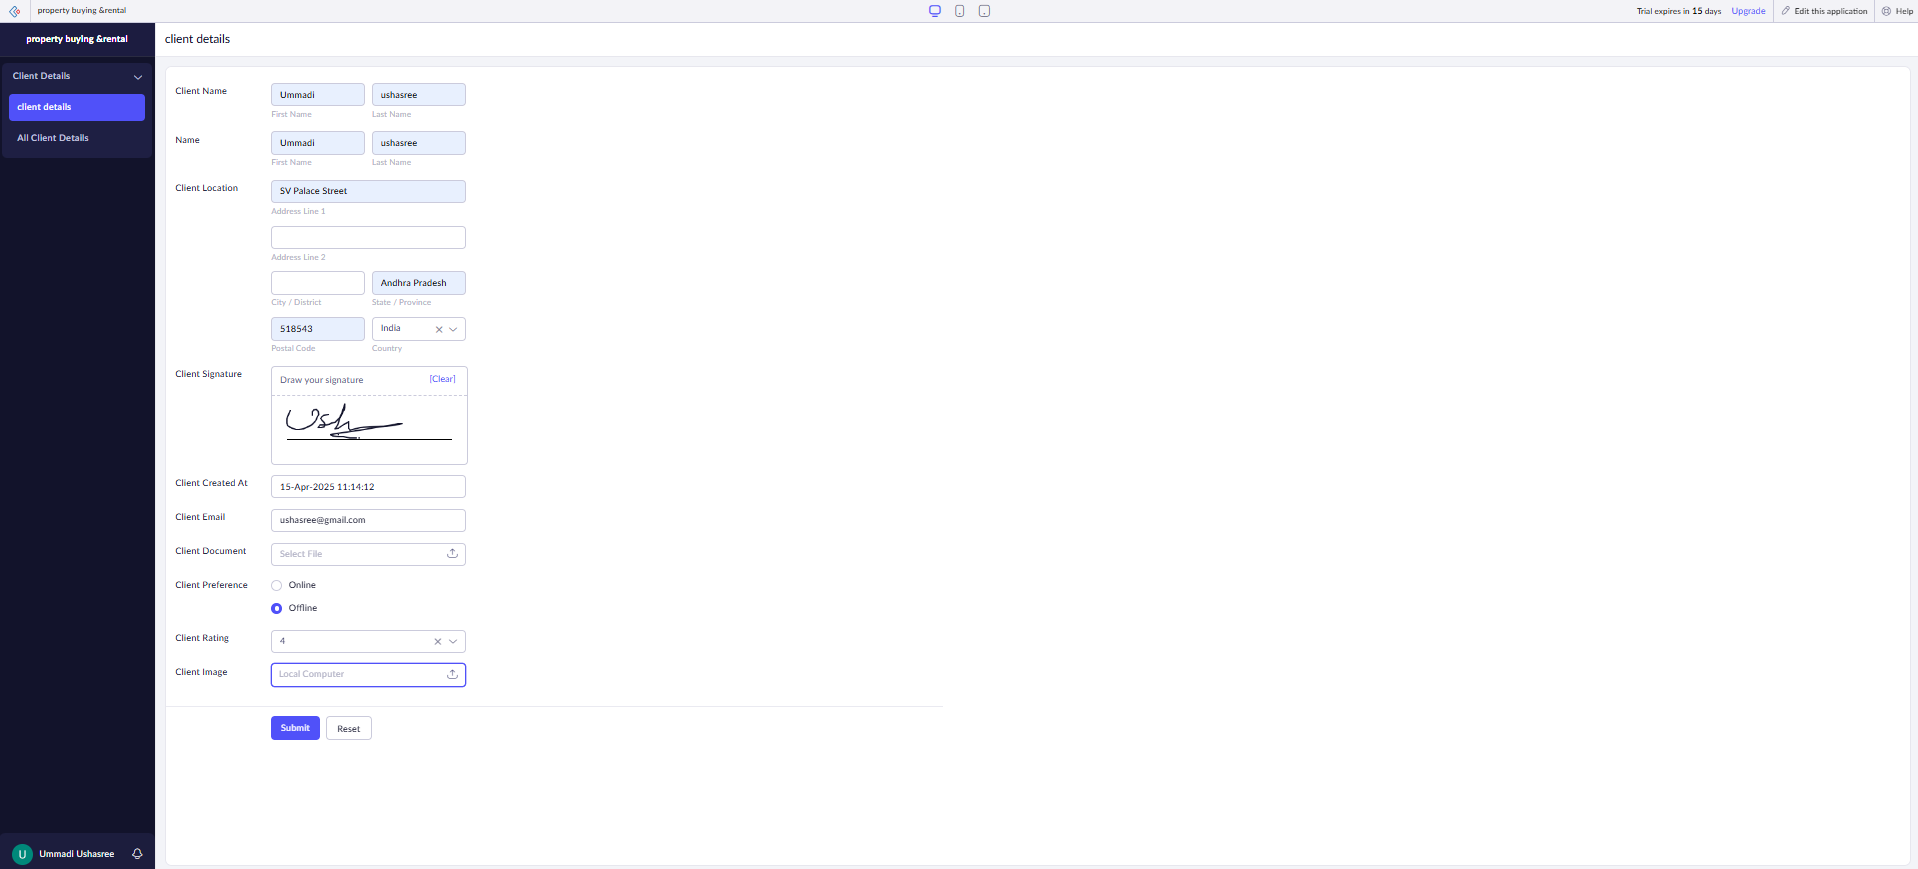 property buying &rental
Trial expires in 15 days Upgrade Edit this application Help
property buying &rental
client details
Client Details
client details
All Client Details
Client Name Ummadi ushasree
First Name Last Name
Name Ummadi ushasree
First Name Last Name
Client Location SV Palace Street
Address Line 1
Address Line 2
Andhra Pradesh
City / District State / Province
518543 India
Postal Code Country
Client Signature Draw your signature [Clear]
Ush
Client Created At 15-Apr-2025 11:14:12
Client Email ushasree@gmail.com
Client Document Select File
Client Preference Online
Offline
Client Rating 4
Client Image Local Computer
Submit Reset
U Ummadi Ushasree